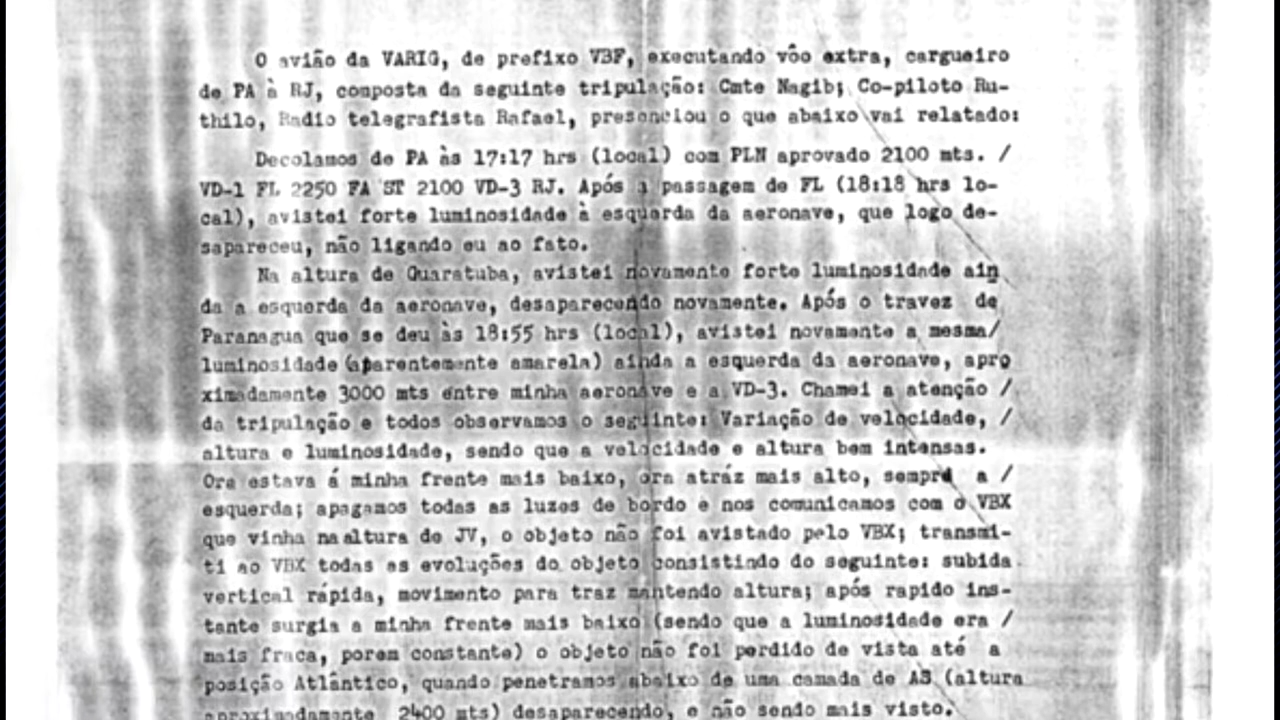 O avião da VARIG, de prefixo VBF, executando vôo extra, cargueiro
de PA à RJ, composta da seguinte tripulação: Cmte Nagib; Co-piloto Ru-
thilo, Radio telegrafista Rafael, presenciou o que abaixo vai relatado:
Decolamos de PA às 17:17 hrs (local) com PLN aprovado 2100 mts. /
VD-1 FL 2250 FA ST 2100 VD-3 RJ. Após a passagem de FL (18:18 hrs lo-
cal), avistei forte luminosidade à esquerda da aeronave, que logo de-
sapareceu, não ligando eu ao fato.
Na altura de Guaratuba, avistei novamente forte luminosidade ain
da a esquerda da aeronave, desaparecendo novamente. Após o travez de
Paranagua que se deu às 18:55 hrs (local), avistei novamente a mesma/
luminosidade (aparentemente amarela) ainda a esquerda da aeronave, apro
ximadamente 3000 mts entre minha aeronave e a VD-3. Chamei a atenção /
da tripulação e todos observamos o seguinte: Variação de velocidade, /
altura e luminosidade, sendo que a velocidade e altura bem intensas.
Ora estava á minha frente mais baixo, ora atráz mais alto, sempre a /
esquerda; apagamos todas as luzes de bordo e nos comunicamos com o VBX
que vinha na altura de JV, o objeto não foi avistado pelo VBX; transmi-
ti ao VBX todas as evoluções do objeto consistindo do seguinte: subida
vertical rápida, movimento para traz mantendo altura; após rapido ins-
tante surgia a minha frente mais baixo (sendo que a luminosidade era /
mais fraca, porem constante) o objeto não foi perdido de vista até a
posição Atlântico, quando penetramos abaixo de uma camada de AS (altura
aproximadamente 2400 mts) desaparecendo, e não sendo mais visto.